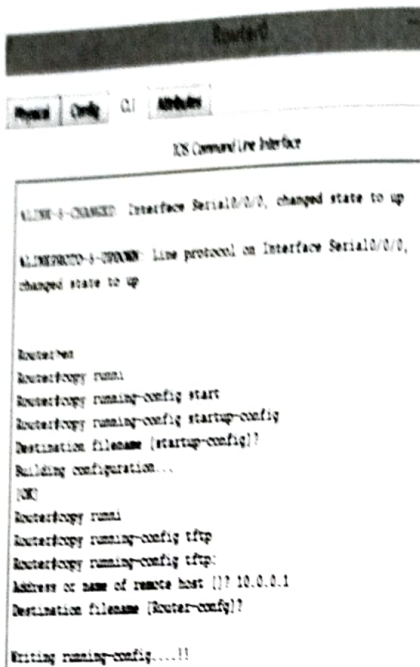 Router0
Physical Config CLI Attributes
IOS Command Line Interface
%LINK-5-CHANGED: Interface Serial0/0/0, changed state to up
%LINEPROTO-5-UPDOWN: Line protocol on Interface Serial0/0/0,
changed state to up
Router>en
Router#copy runni
Router#copy running-config start
Router#copy running-config startup-config
Destination filename [startup-config]?
Building configuration...
[OK]
Router#copy runni
Router#copy running-config tftp
Router#copy running-config tftp:
Address or name of remote host []? 10.0.0.1
Destination filename [Router-confg]?
Writing running-config....!!